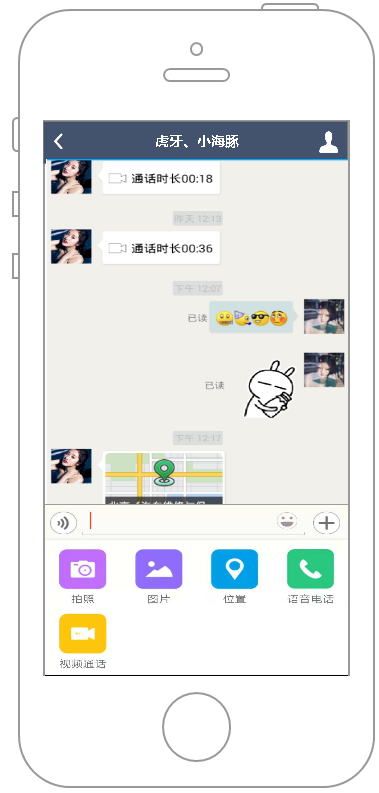 虎牙、小海豚
通话时长00:18
昨天 12:13
通话时长00:36
下午 12:07
已读
已读
下午 12:17
拍照
图片
位置
语音电话
视频通话